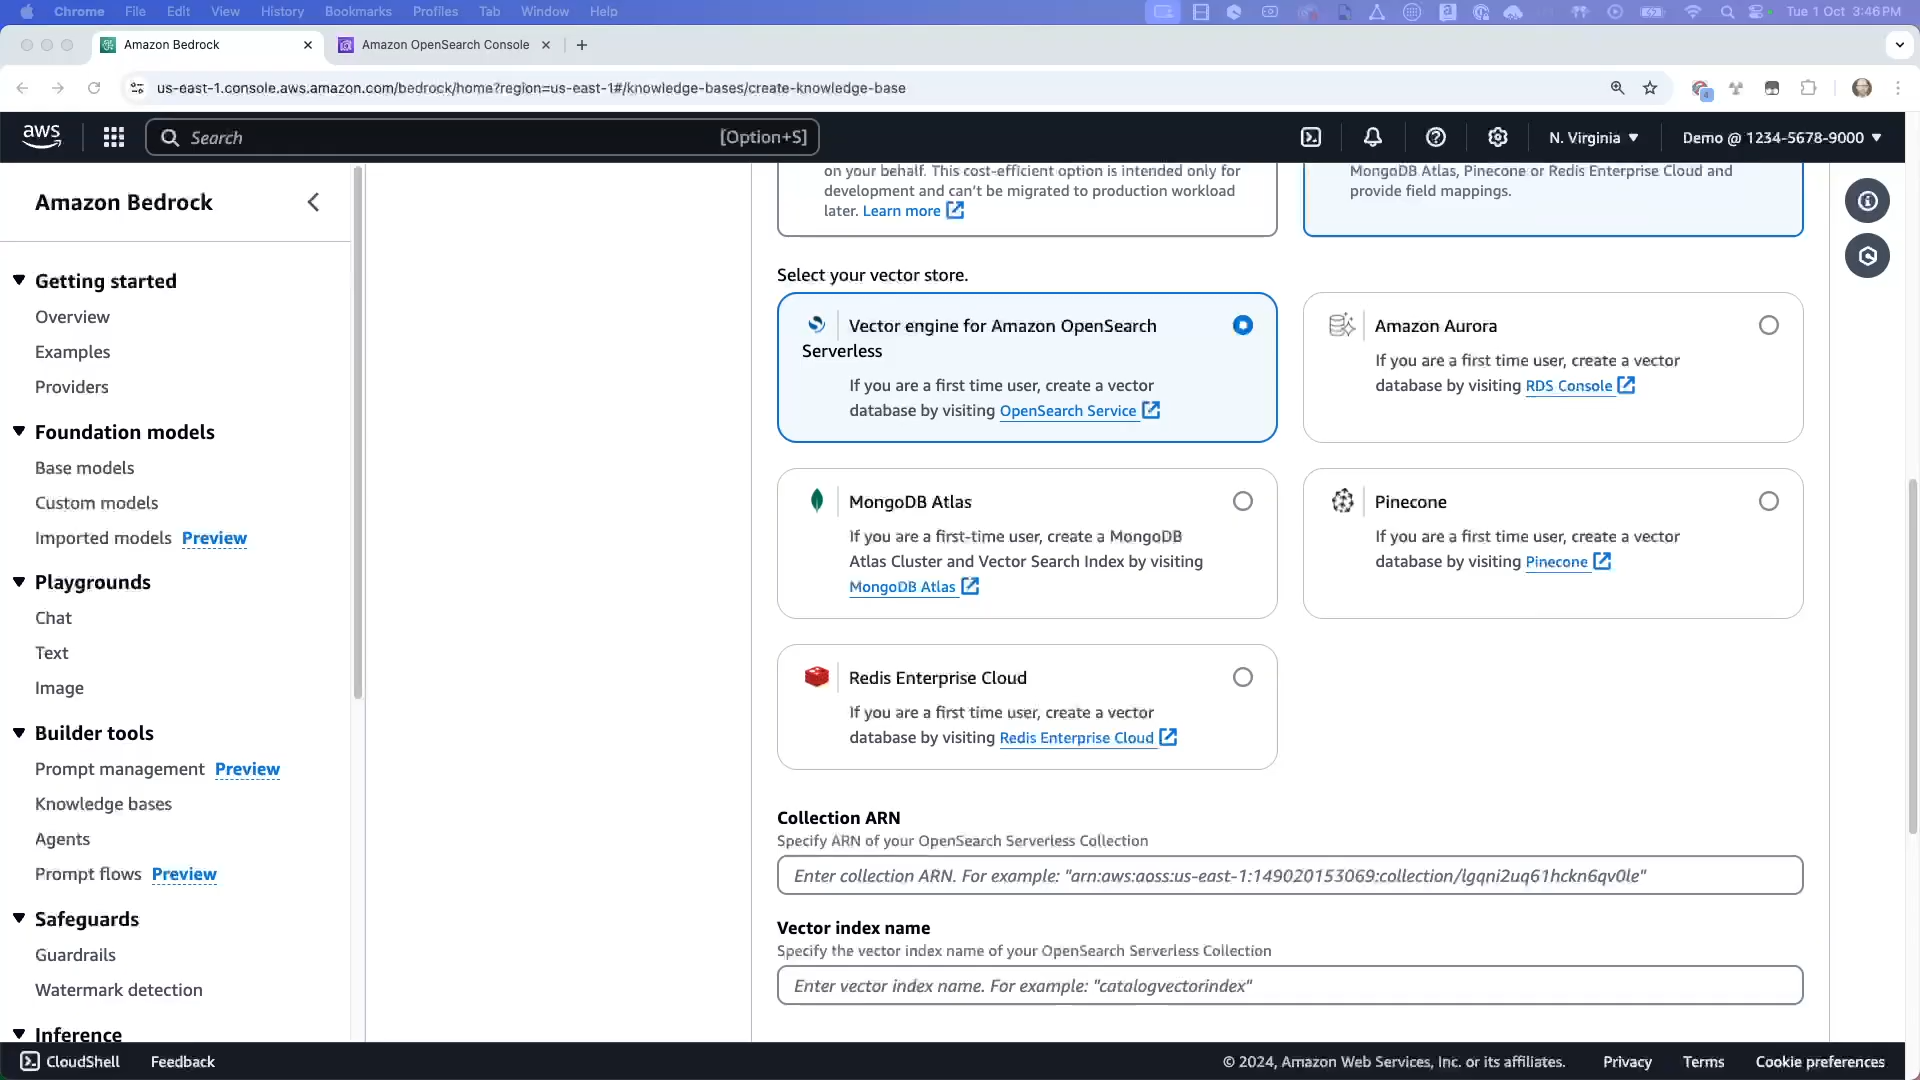 Chrome File Edit View History Bookmarks Profiles Tab Window Help Tue 1 Oct 3:46 PM
Amazon Bedrock Amazon OpenSearch Console
us-east-1.console.aws.amazon.com/bedrock/home?region=us-east-1#/knowledge-bases/create-knowledge-base
aws Search [Option+S] N. Virginia Demo @ 1234-5678-9000
Amazon Bedrock
Getting started
Overview
Examples
Providers
Foundation models
Base models
Custom models
Imported models Preview
Playgrounds
Chat
Text
Image
Builder tools
Prompt management Preview
Knowledge bases
Agents
Prompt flows Preview
Safeguards
Guardrails
Watermark detection
Inference
on your behalf. This cost-efficient option is intended only for
development and can't be migrated to production workload
later. Learn more
MongoDB Atlas, Pinecone or Redis Enterprise Cloud and
provide field mappings.
Select your vector store.
Vector engine for Amazon OpenSearch
Serverless
If you are a first time user, create a vector
database by visiting OpenSearch Service
Amazon Aurora
If you are a first time user, create a vector
database by visiting RDS Console
MongoDB Atlas
If you are a first-time user, create a MongoDB
Atlas Cluster and Vector Search Index by visiting
MongoDB Atlas
Pinecone
If you are a first time user, create a vector
database by visiting Pinecone
Redis Enterprise Cloud
If you are a first time user, create a vector
database by visiting Redis Enterprise Cloud
Collection ARN
Specify ARN of your OpenSearch Serverless Collection
Enter collection ARN. For example: "arn:aws:aoss:us-east-1:149020153069:collection/lgqni2uq61hckn6qv0le"
Vector index name
Specify the vector index name of your OpenSearch Serverless Collection
Enter vector index name. For example: "catalogvectorindex"
CloudShell Feedback © 2024, Amazon Web Services, Inc. or its affiliates. Privacy Terms Cookie preferences